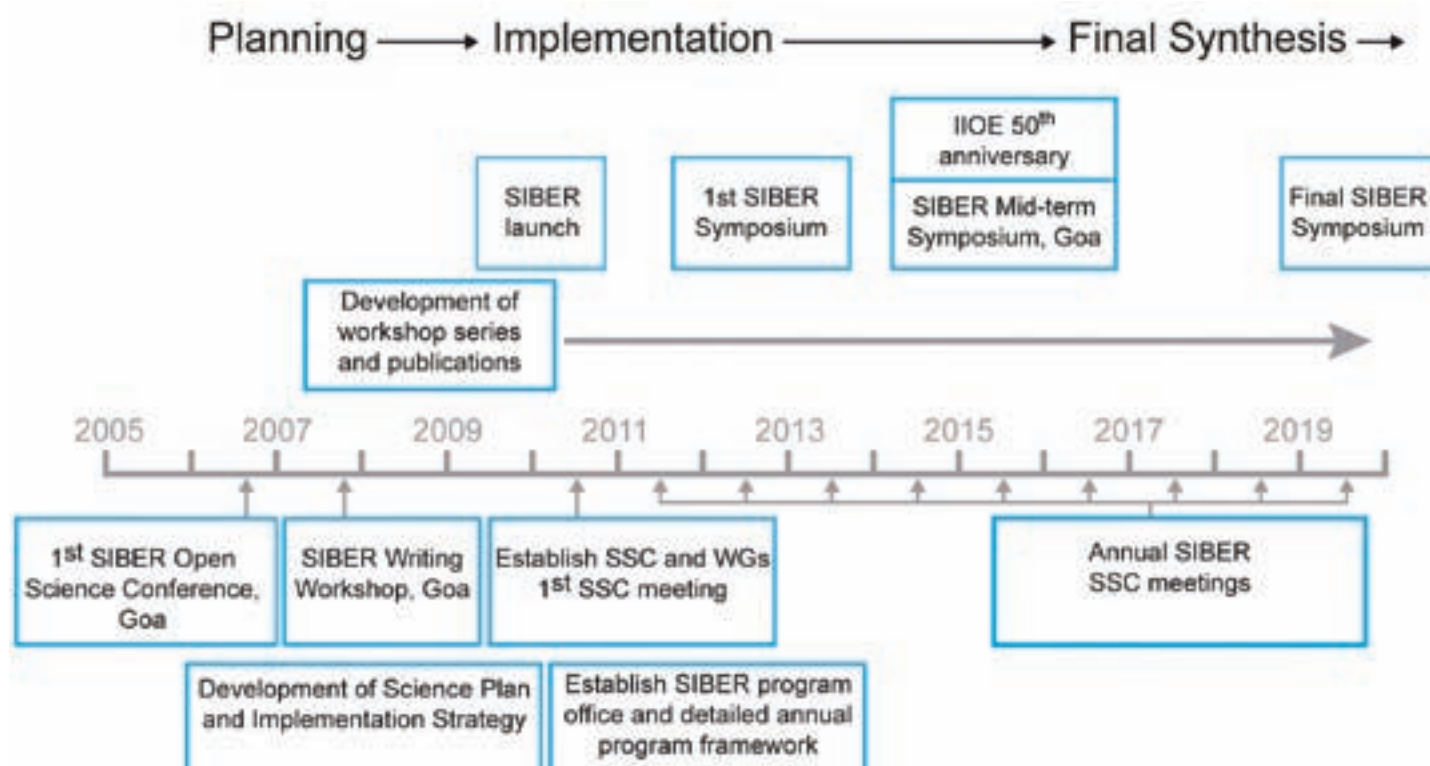 Planning Implementation Final Synthesis
IIOE 50th
anniversary
SIBER
launch
1st SIBER
Symposium
SIBER Mid-term
Symposium, Goa
Final SIBER
Symposium
Development of
workshop series
and publications
2005 2007 2009 2011 2013 2015 2017 2019
1st SIBER Open
Science Conference,
Goa
SIBER Writing
Workshop, Goa
Establish SSC and WGs
1st SSC meeting
Annual SIBER
SSC meetings
Development of Science Plan
and Implementation Strategy
Establish SIBER program
office and detailed annual
program framework